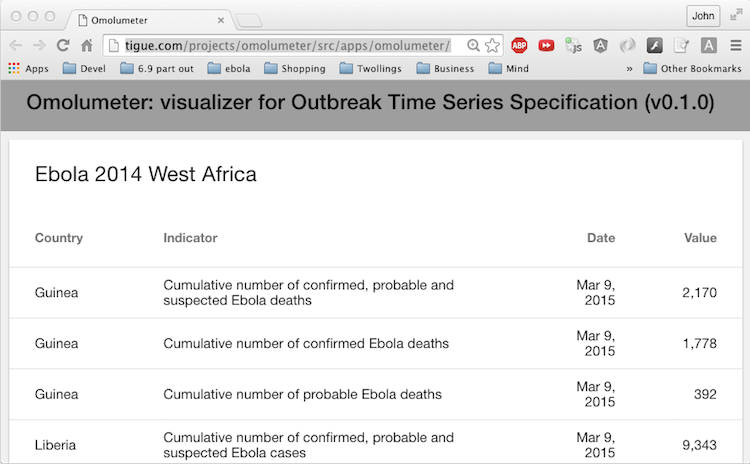 Omolumeter
John
tigue.com/projects/omolumeter/src/apps/omolumeter/
ABP
js
A
A
Apps
Devel
6.9 part out
ebola
Shopping
Twollings
Business
Mind
»
Other Bookmarks
Omolumeter: visualizer for Outbreak Time Series Specification (v0.1.0)
Ebola 2014 West Africa
Country Indicator Date Value
Guinea Cumulative number of confirmed, probable and Mar 9, 2,170
suspected Ebola deaths 2015
Guinea Cumulative number of confirmed Ebola deaths Mar 9, 1,778
2015
Guinea Cumulative number of probable Ebola deaths Mar 9, 392
2015
Liberia Cumulative number of confirmed, probable and Mar 9, 9,343
suspected Ebola cases 2015